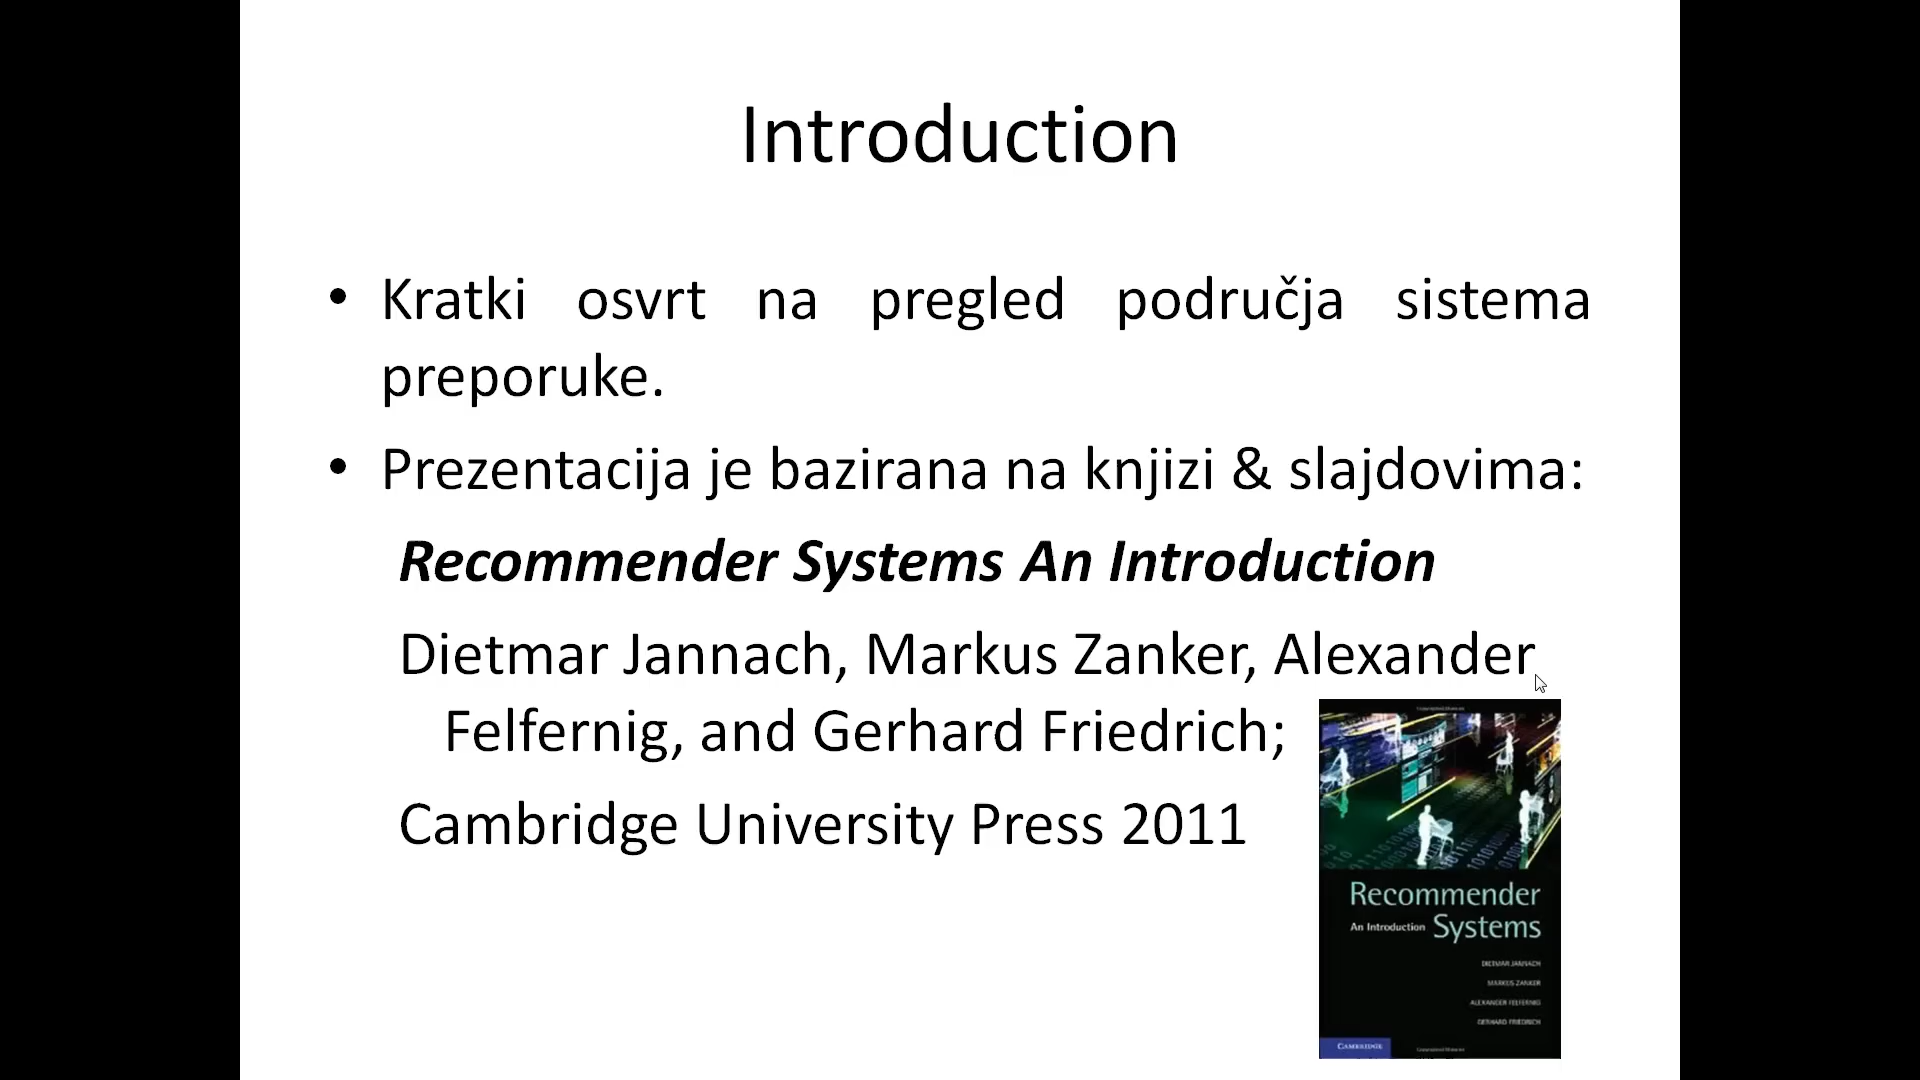 Introduction
• Kratki osvrt na pregled područja sistema
preporuke.
• Prezentacija je bazirana na knjizi & slajdovima:
Recommender Systems An Introduction
Dietmar Jannach, Markus Zanker, Alexander
Felfernig, and Gerhard Friedrich;
Cambridge University Press 2011
Recommender
An Introduction Systems
DIETMAR JANNACH
MARKUS ZANKER
ALEXANDER FELFERNIG
GERHARD FRIEDRICH
CAMBRIDGE